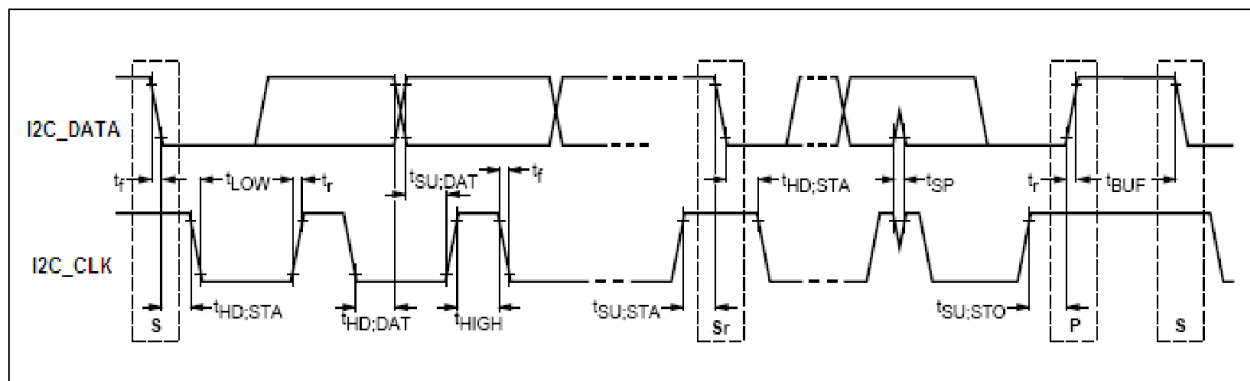 I2C_DATA
tf
tLOW
tr
tSU;DAT
tf
tHD;STA
tSP
tr
tBUF
I2C_CLK
S
tHD;STA
tHD;DAT
tHIGH
tSU;STA
Sr
tSU;STO
P
S